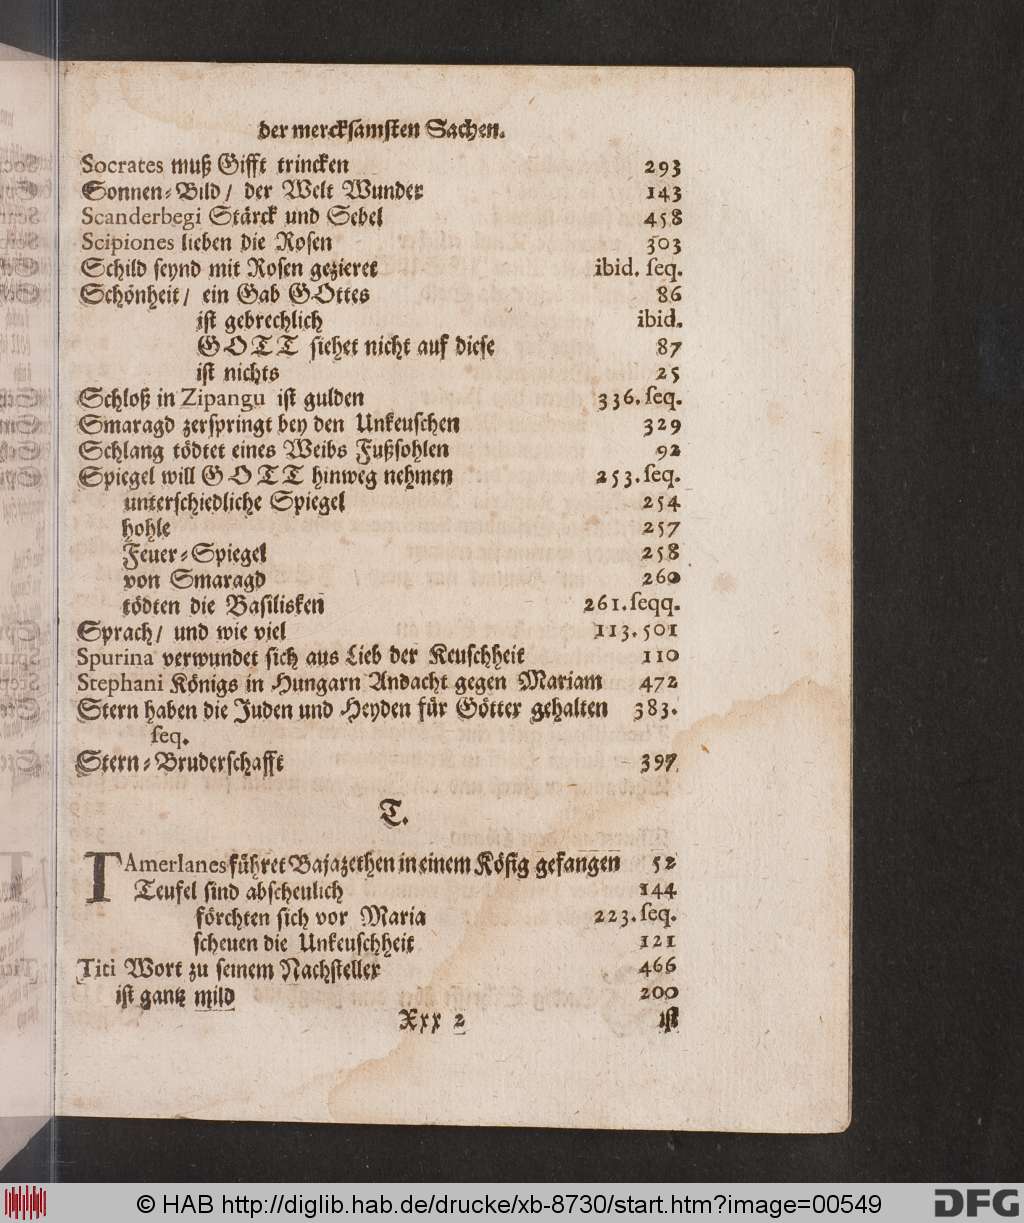 der mercksamsten Sachen.
Socrates muß Gifft trincken 293
Sonnen-Bild/ der Welt Wunder 143
Scanderbegi Stärck und Sebel 458
Scipiones lieben die Rosen 303
Schild seynd mit Rosen gezieret ibid. seq.
Schönheit/ ein Gab GOttes 86
ist gebrechlich ibid.
GOTT siehet nicht auf diese 87
ist nichts 25
Schloß in Zipangu ist gulden 336. seq.
Smaragd zerspringt bey den Unkeuschen 329
Schlang tödtet eines Weibs Fußsohlen 92
Spiegel will GOTT hinweg nehmen 253. seq.
unterschiedliche Spiegel 254
hohle 257
Feuer-Spiegel 258
von Smaragd 260
tödten die Basilisken 261. seqq.
Sprach/ und wie viel 113. 501
Spurina verwundet sich aus Lieb der Keuschheit 110
Stephani Königs in Hungarn Andacht gegen Mariam 472
Stern haben die Juden und Heyden für Götter gehalten 383.
seq.
Stern-Bruderschafft 397
T.
TAmerlanes führet Bajazethen in einem Kösig gefangen 52
Teufel sind abscheulich 144
förchten sich vor Maria 223. seq.
scheuen die Unkeuschheit 121
Titi Wort zu seinem Nachsteller 466
ist gantz mild 200
Xxx 2 ist
© HAB http://diglib.hab.de/drucke/xb-8730/start.htm?image=00549
DFG